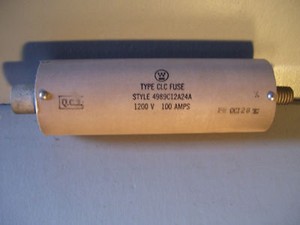 TYPE CLC FUSE
STYLE 4989C12A24A
1200 V 100 AMPS
Q.C.